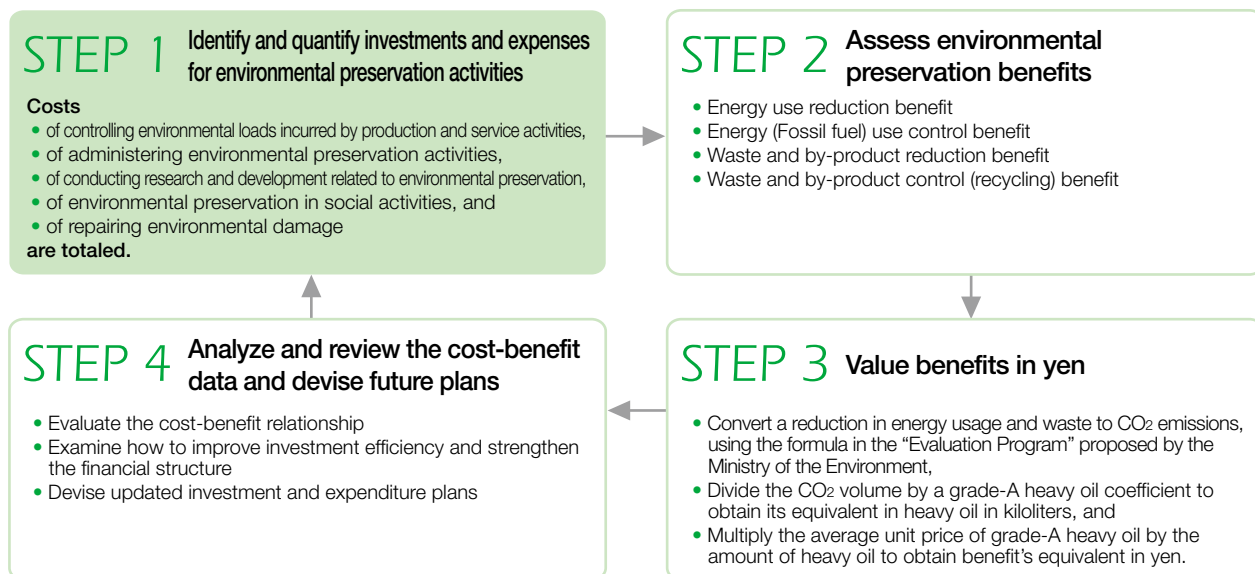 STEP 1
Identify and quantify investments and expenses
for environmental preservation activities
Costs
• of controlling environmental loads incurred by production and service activities,
• of administering environmental preservation activities,
• of conducting research and development related to environmental preservation,
• of environmental preservation in social activities, and
• of repairing environmental damage
are totaled.
STEP 2
Assess environmental
preservation benefits
• Energy use reduction benefit
• Energy (Fossil fuel) use control benefit
• Waste and by-product reduction benefit
• Waste and by-product control (recycling) benefit
STEP 3
Value benefits in yen
• Convert a reduction in energy usage and waste to CO2 emissions,
using the formula in the “Evaluation Program” proposed by the
Ministry of the Environment,
• Divide the CO2 volume by a grade-A heavy oil coefficient to
obtain its equivalent in heavy oil in kiloliters, and
• Multiply the average unit price of grade-A heavy oil by the
amount of heavy oil to obtain benefit’s equivalent in yen.
STEP 4
Analyze and review the cost-benefit
data and devise future plans
• Evaluate the cost-benefit relationship
• Examine how to improve investment efficiency and strengthen
the financial structure
• Devise updated investment and expenditure plans